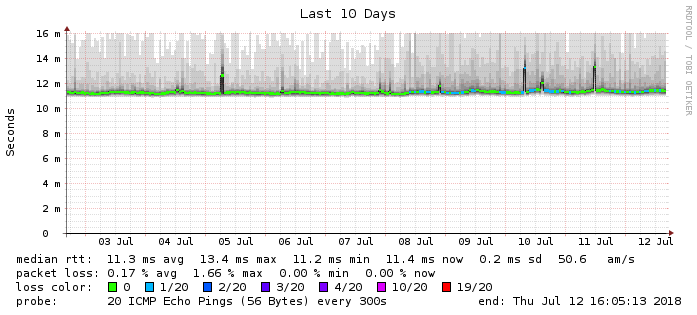 Last 10 Days
RRDTOOL / TOBI OETIKER
Seconds
16 m
14 m
12 m
10 m
8 m
6 m
4 m
2 m
0
03 Jul 04 Jul 05 Jul 06 Jul 07 Jul 08 Jul 09 Jul 10 Jul 11 Jul 12 Jul
median rtt: 11.3 ms avg 13.4 ms max 11.2 ms min 11.4 ms now 0.2 ms sd 50.6 am/s
packet loss: 0.17 % avg 1.66 % max 0.00 % min 0.00 % now
loss color: 0 1/20 2/20 3/20 4/20 10/20 19/20
probe: 20 ICMP Echo Pings (56 Bytes) every 300s end: Thu Jul 12 16:05:13 2018